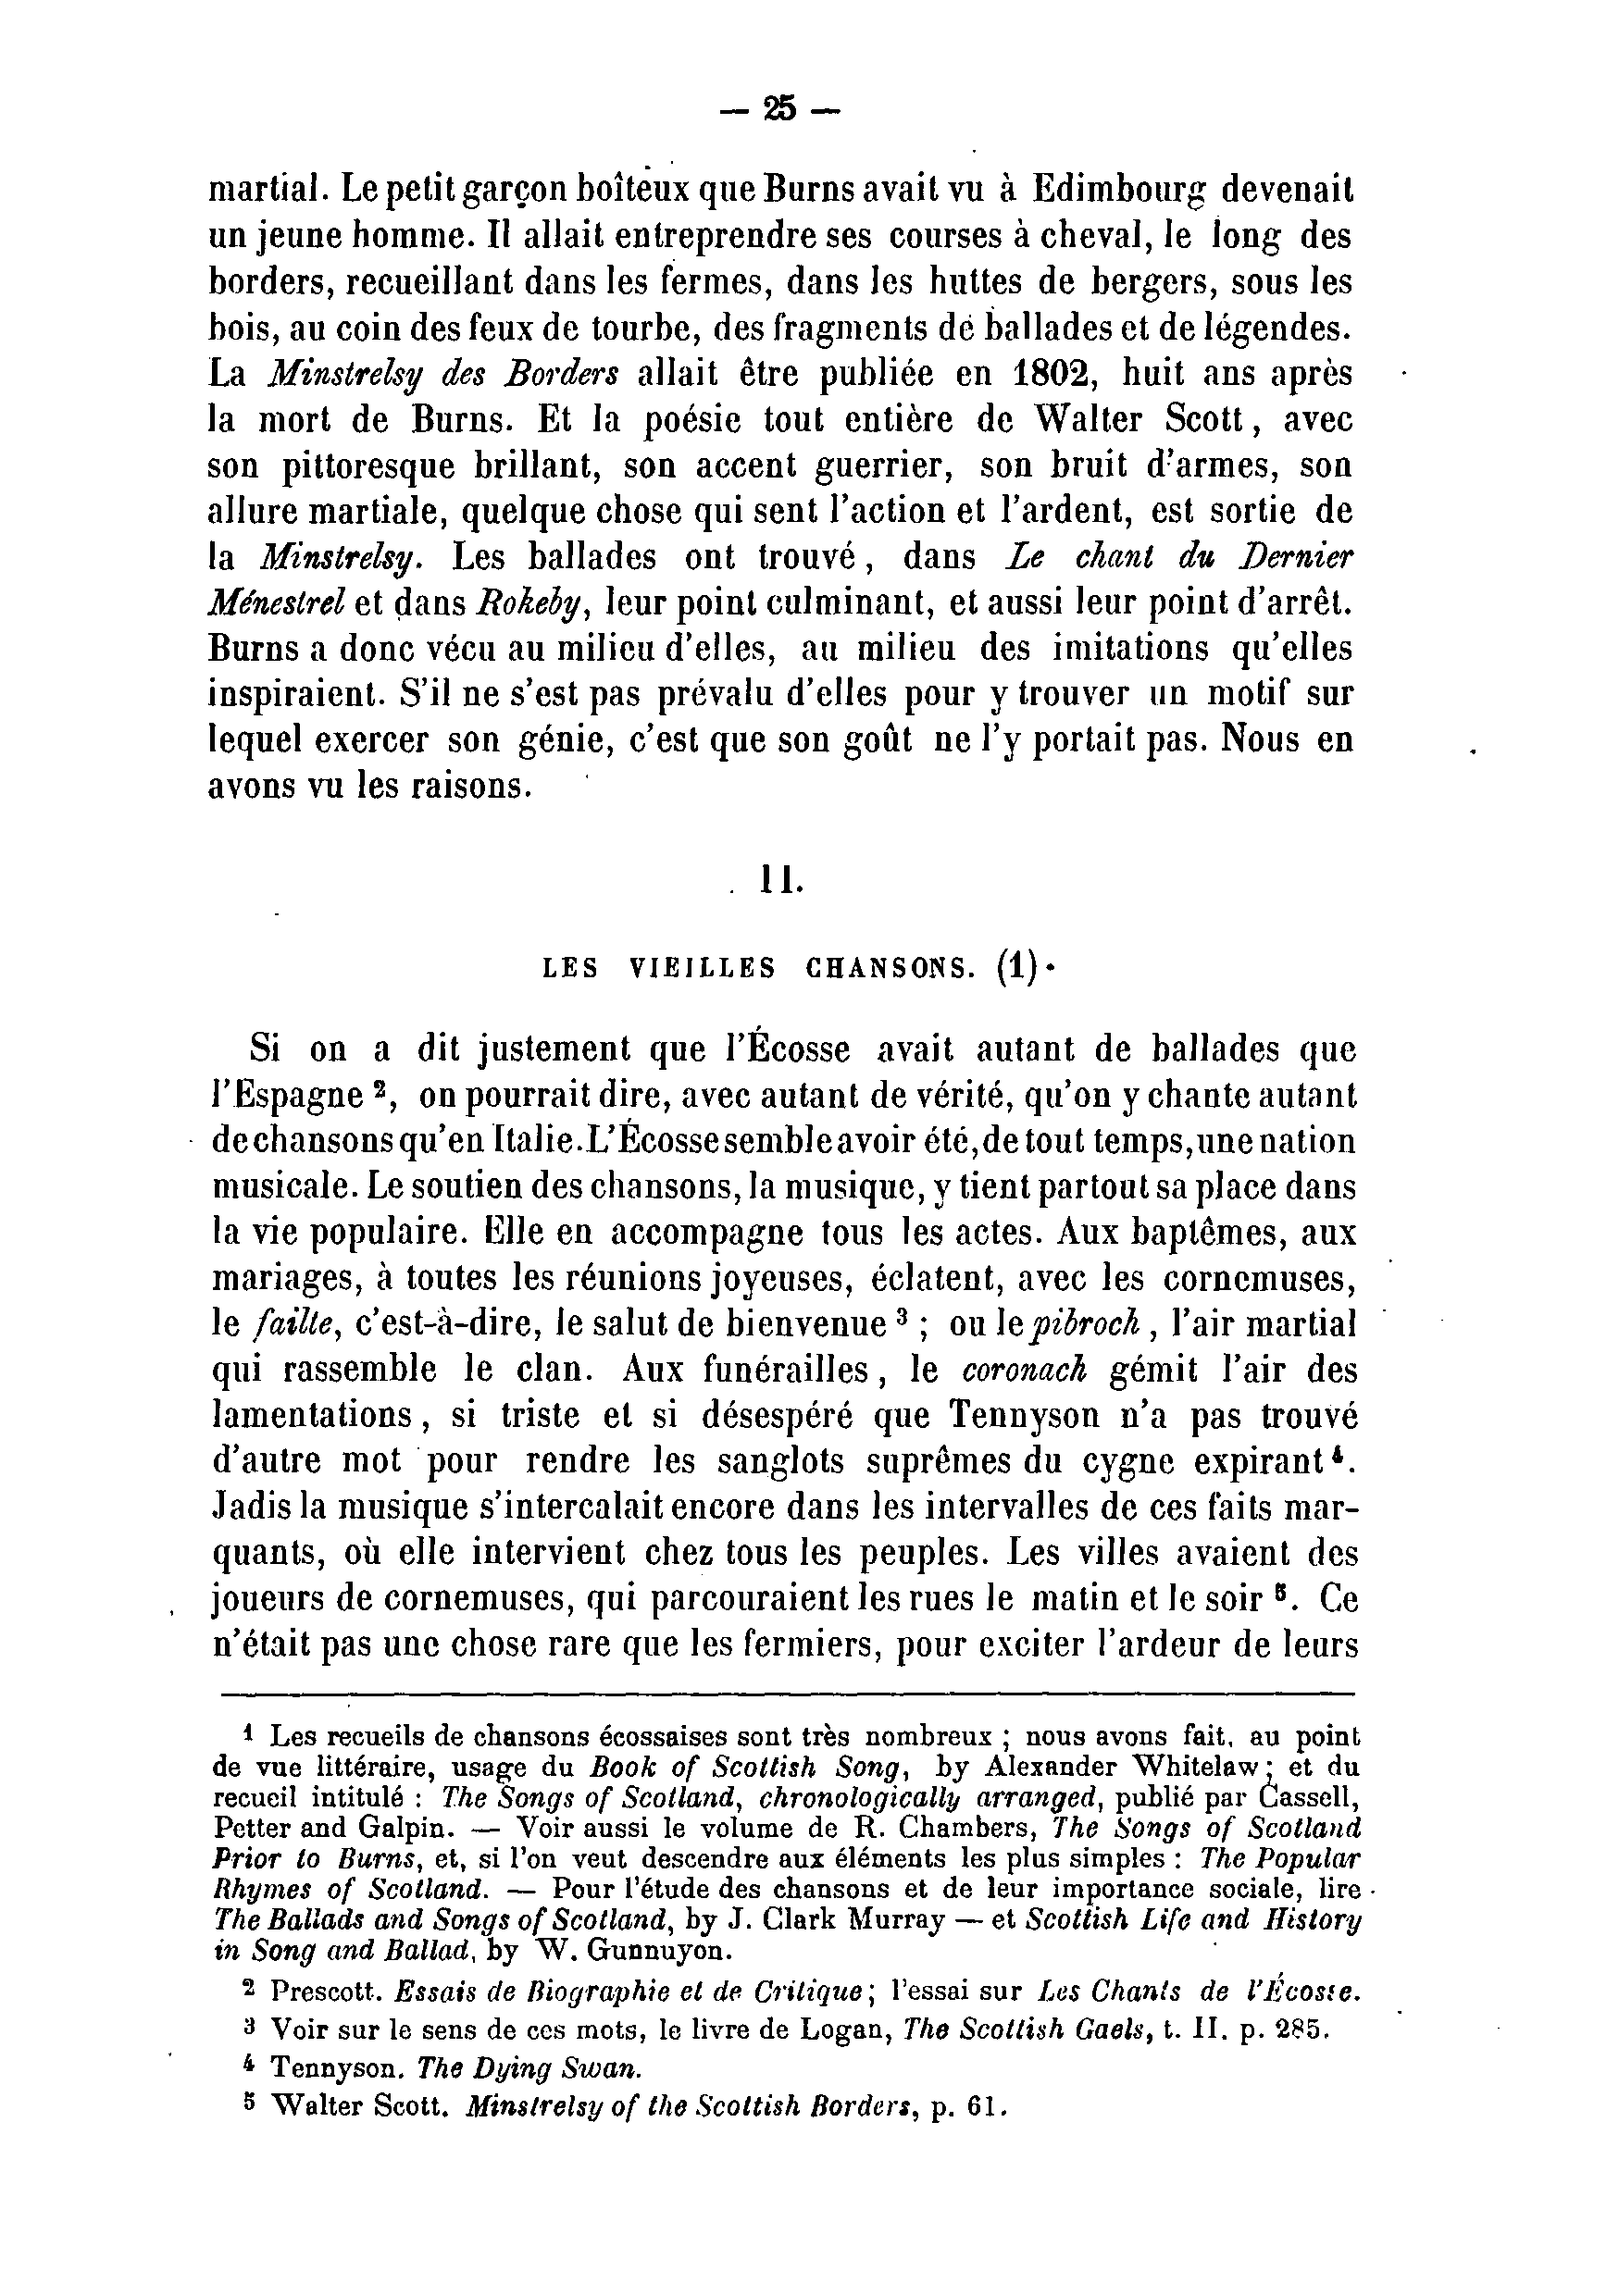 — 25 —
martial. Le petit garçon boîteux que Burns avait vu à Edimbourg devenait
un jeune homme. Il allait entreprendre ses courses à cheval, le long des
borders, recueillant dans les fermes, dans les huttes de bergers, sous les
bois, au coin des feux de tourbe, des fragments de ballades et de légendes.
La Minstrelsy des Borders allait être publiée en 1802, huit ans après
la mort de Burns. Et la poésie tout entière de Walter Scott, avec
son pittoresque brillant, son accent guerrier, son bruit d'armes, son
allure martiale, quelque chose qui sent l'action et l'ardent, est sortie de
la Minstrelsy. Les ballades ont trouvé, dans Le chant du Dernier
Ménestrel et dans Rokeby, leur point culminant, et aussi leur point d'arrêt.
Burns a donc vécu au milieu d'elles, au milieu des imitations qu'elles
inspiraient. S'il ne s'est pas prévalu d'elles pour y trouver un motif sur
lequel exercer son génie, c'est que son goût ne l'y portait pas. Nous en
avons vu les raisons.
II.
LES VIEILLES CHANSONS. (1).
Si on a dit justement que l'Écosse avait autant de ballades que
l'Espagne ², on pourrait dire, avec autant de vérité, qu'on y chante autant
de chansons qu'en Italie. L'Écosse semble avoir été, de tout temps, une nation
musicale. Le soutien des chansons, la musique, y tient partout sa place dans
la vie populaire. Elle en accompagne tous les actes. Aux baptêmes, aux
mariages, à toutes les réunions joyeuses, éclatent, avec les cornemuses,
le failte, c'est-à-dire, le salut de bienvenue ³ ; ou le pibroch, l'air martial
qui rassemble le clan. Aux funérailles, le coronach gémit l'air des
lamentations, si triste et si désespéré que Tennyson n'a pas trouvé
d'autre mot pour rendre les sanglots suprêmes du cygne expirant ⁴.
Jadis la musique s'intercalait encore dans les intervalles de ces faits mar-
quants, où elle intervient chez tous les peuples. Les villes avaient des
joueurs de cornemuses, qui parcouraient les rues le matin et le soir ⁵. Ce
n'était pas une chose rare que les fermiers, pour exciter l'ardeur de leurs
¹ Les recueils de chansons écossaises sont très nombreux ; nous avons fait, au point
de vue littéraire, usage du Book of Scottish Song, by Alexander Whitelaw ; et du
recueil intitulé : The Songs of Scotland, chronologically arranged, publié par Cassell,
Petter and Galpin. — Voir aussi le volume de R. Chambers, The Songs of Scotland
Prior to Burns, et, si l'on veut descendre aux éléments les plus simples : The Popular
Rhymes of Scotland. — Pour l'étude des chansons et de leur importance sociale, lire
The Ballads and Songs of Scotland, by J. Clark Murray — et Scottish Life and History
in Song and Ballad, by W. Gunnuyon.
² Prescott. Essais de Biographie et de Critique ; l'essai sur Les Chants de l'Écosse.
³ Voir sur le sens de ces mots, le livre de Logan, The Scottish Gaels, t. II. p. 285.
⁴ Tennyson. The Dying Swan.
⁵ Walter Scott. Minstrelsy of the Scottish Borders, p. 61.